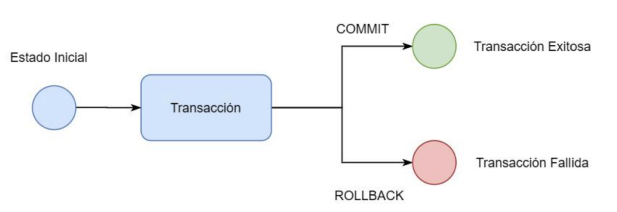 COMMIT
Transacción Exitosa
Estado Inicial
Transacción
Transacción Fallida
ROLLBACK